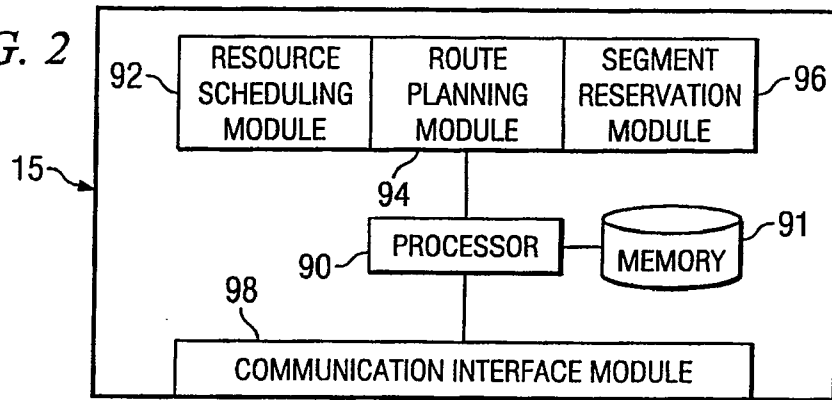 G. 2
92
RESOURCE
SCHEDULING
MODULE
ROUTE
PLANNING
MODULE
SEGMENT
RESERVATION
MODULE
96
15
94
90
PROCESSOR
MEMORY
91
98
COMMUNICATION INTERFACE MODULE